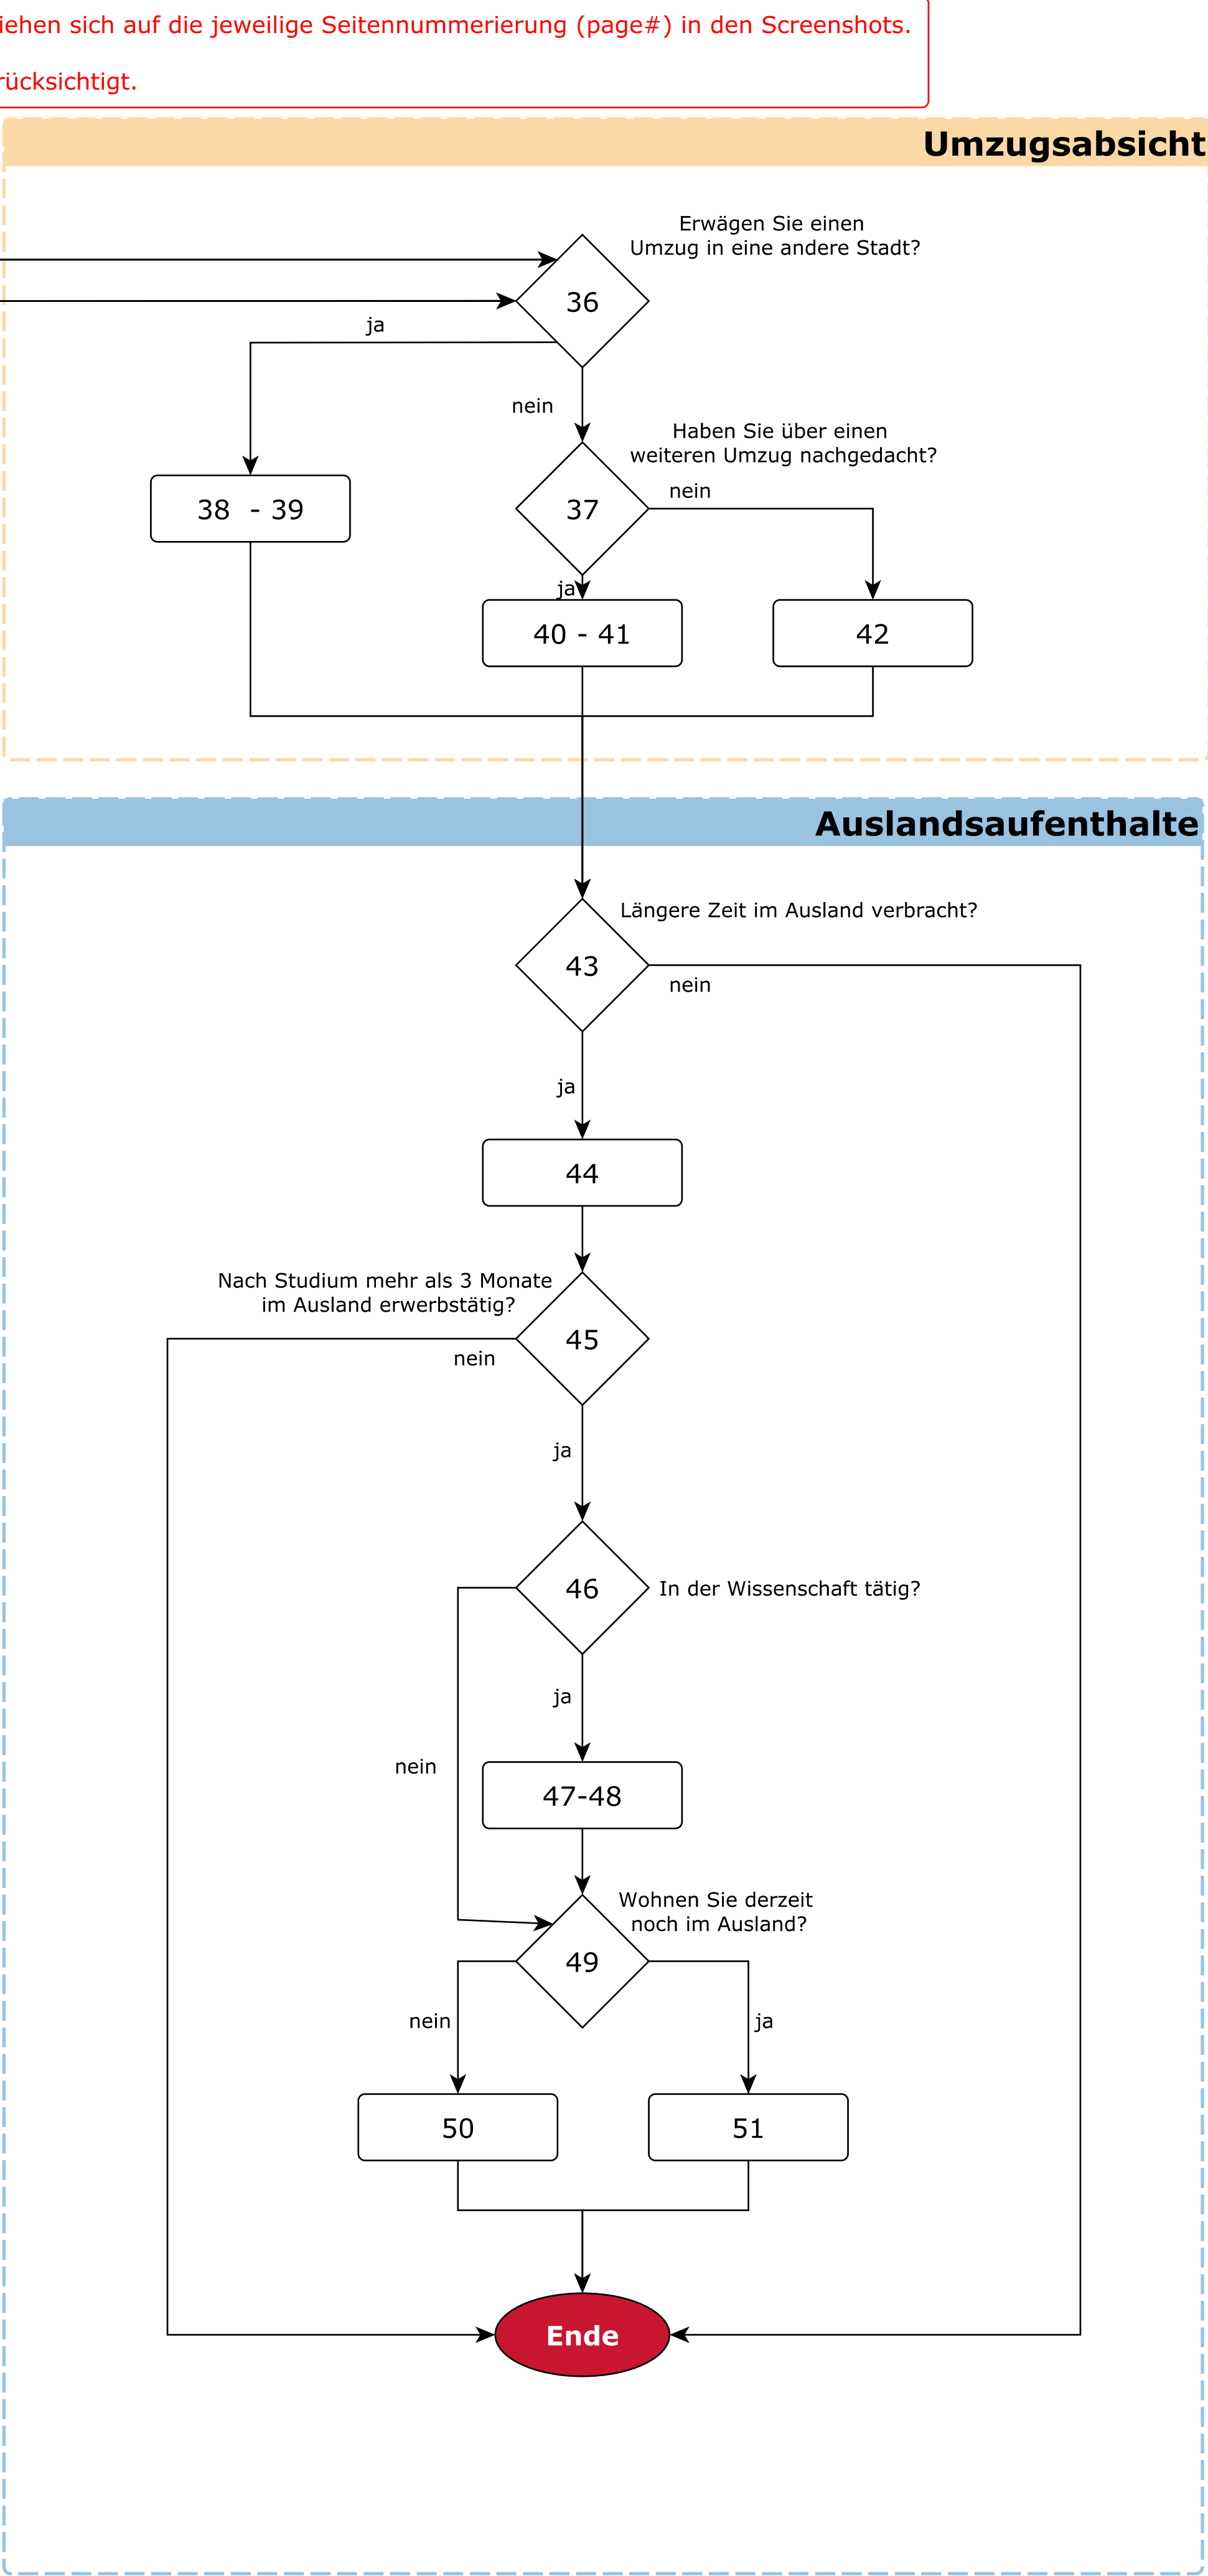 iehen sich auf die jeweilige Seitennummerierung (page#) in den Screenshots.
rücksichtigt.
Umzugsabsicht
Erwägen Sie einen
Umzug in eine andere Stadt?
36
ja
nein
Haben Sie über einen
weiteren Umzug nachgedacht?
nein
38 - 39
37
ja
40 - 41
42
Auslandsaufenthalte
Längere Zeit im Ausland verbracht?
43
nein
ja
44
Nach Studium mehr als 3 Monate
im Ausland erwerbstätig?
45
nein
ja
46
In der Wissenschaft tätig?
ja
nein
47-48
Wohnen Sie derzeit
noch im Ausland?
49
nein
ja
50
51
Ende